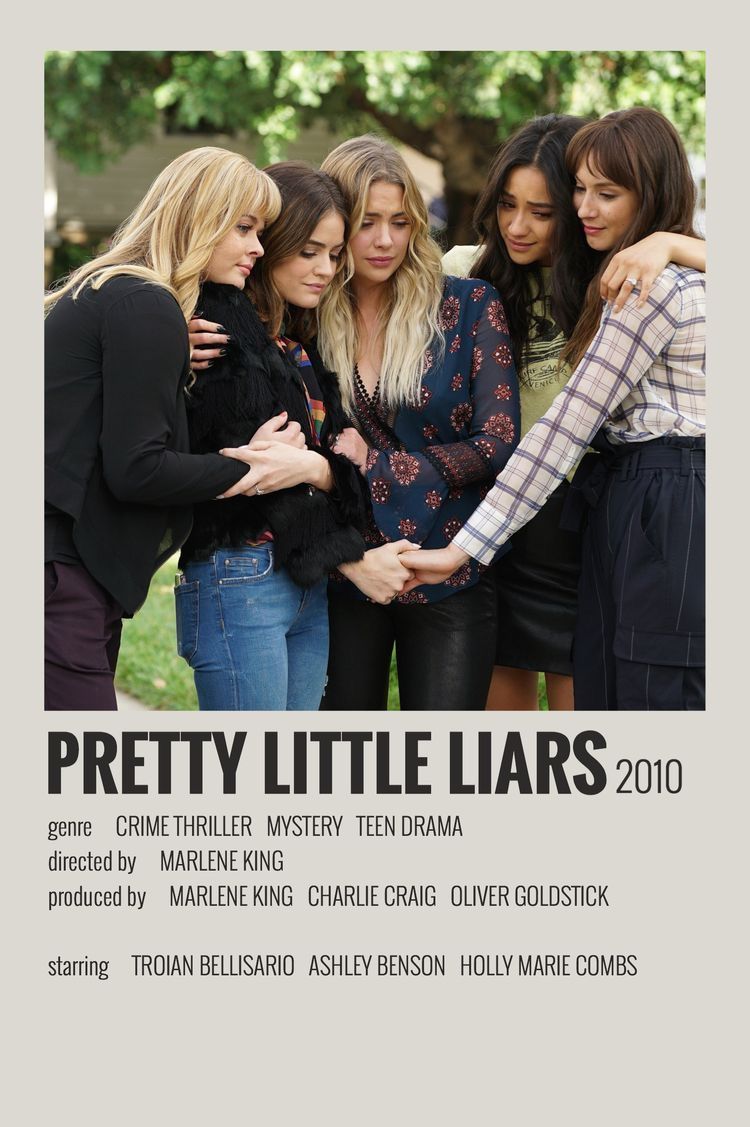 PRETTY LITTLE LIARS 2010
genre CRIME THRILLER MYSTERY TEEN DRAMA
directed by MARLENE KING
produced by MARLENE KING CHARLIE CRAIG OLIVER GOLDSTICK
starring TROIAN BELLISARIO ASHLEY BENSON HOLLY MARIE COMBS